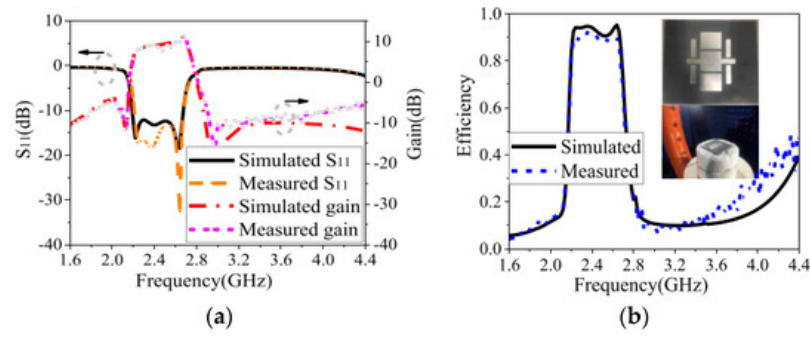 10
0
-10
-20
-30
-40
S11(dB)
10
0
-10
-20
-30
-40
Gain(dB)
Simulated S11
Measured S11
Simulated gain
Measured gain
1.6 2.0 2.4 2.8 3.2 3.6 4.0 4.4
Frequency(GHz)
(a)
1.0
0.8
0.6
0.4
0.2
0.0
Efficiency
Simulated
Measured
1.6 2.0 2.4 2.8 3.2 3.6 4.0 4.4
Frequency(GHz)
(b)